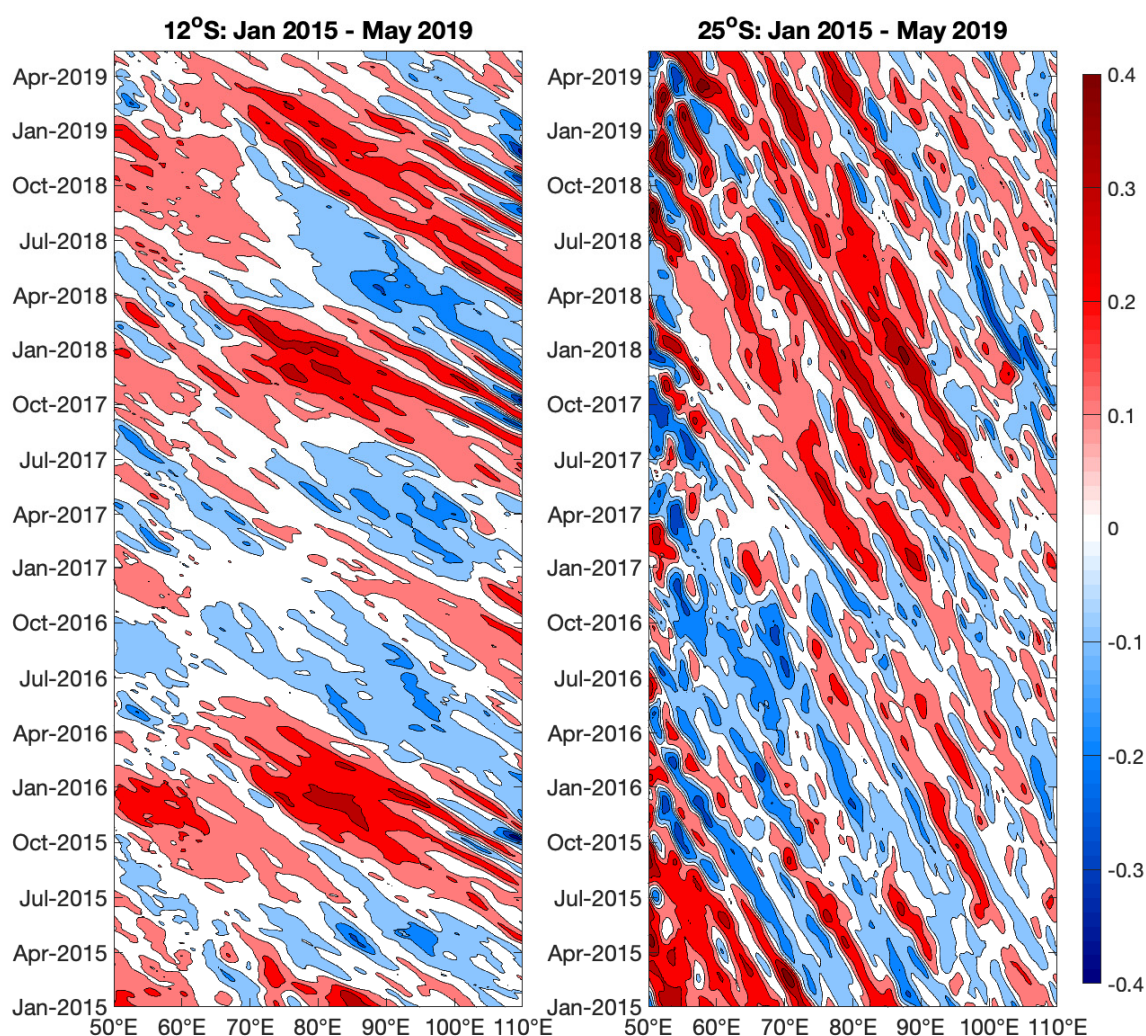 12°S: Jan 2015 - May 2019
Apr-2019
Jan-2019
Oct-2018
Jul-2018
Apr-2018
Jan-2018
Oct-2017
Jul-2017
Apr-2017
Jan-2017
Oct-2016
Jul-2016
Apr-2016
Jan-2016
Oct-2015
Jul-2015
Apr-2015
Jan-2015
50°E 60°E 70°E 80°E 90°E 100°E 110°E
25°S: Jan 2015 - May 2019
Apr-2019
Jan-2019
Oct-2018
Jul-2018
Apr-2018
Jan-2018
Oct-2017
Jul-2017
Apr-2017
Jan-2017
Oct-2016
Jul-2016
Apr-2016
Jan-2016
Oct-2015
Jul-2015
Apr-2015
Jan-2015
50°E 60°E 70°E 80°E 90°E 100°E 110°E
0.4
0.3
0.2
0.1
0
-0.1
-0.2
-0.3
-0.4